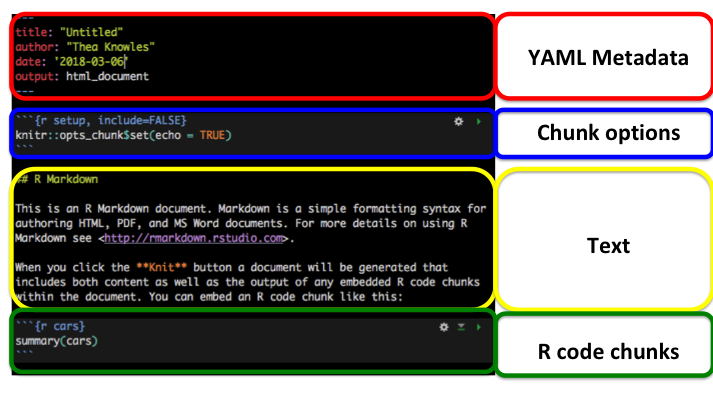 ---
title: "Untitled"
author: "Thea Knowles"
date: '2018-03-06'
output: html_document
---
YAML Metadata
```{r setup, include=FALSE}
knitr::opts_chunk$set(echo = TRUE)
```
Chunk options
## R Markdown
This is an R Markdown document. Markdown is a simple formatting syntax for
authoring HTML, PDF, and MS Word documents. For more details on using R
Markdown see <http://rmarkdown.rstudio.com>.
When you click the **Knit** button a document will be generated that
includes both content as well as the output of any embedded R code chunks
within the document. You can embed an R code chunk like this:
Text
```{r cars}
summary(cars)
```
R code chunks